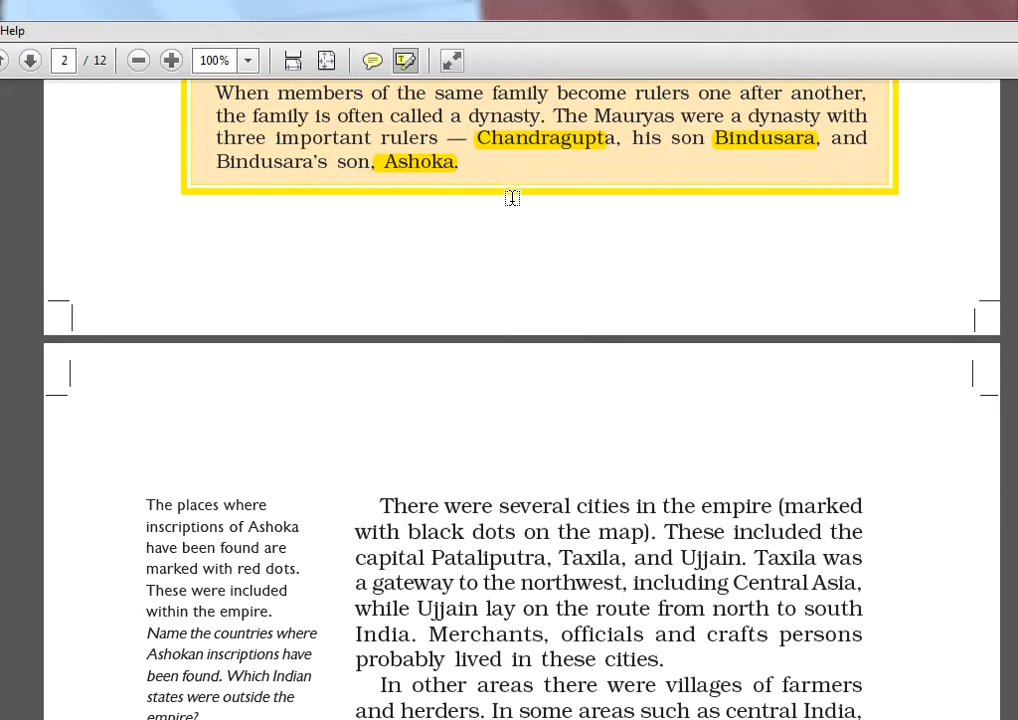 Help
2 / 12 100%
When members of the same family become rulers one after another,
the family is often called a dynasty. The Mauryas were a dynasty with
three important rulers — Chandragupta, his son Bindusara, and
Bindusara's son, Ashoka.
The places where
inscriptions of Ashoka
have been found are
marked with red dots.
These were included
within the empire.
Name the countries where
Ashokan inscriptions have
been found. Which Indian
states were outside the
empire?
There were several cities in the empire (marked
with black dots on the map). These included the
capital Pataliputra, Taxila, and Ujjain. Taxila was
a gateway to the northwest, including Central Asia,
while Ujjain lay on the route from north to south
India. Merchants, officials and crafts persons
probably lived in these cities.
In other areas there were villages of farmers
and herders. In some areas such as central India,